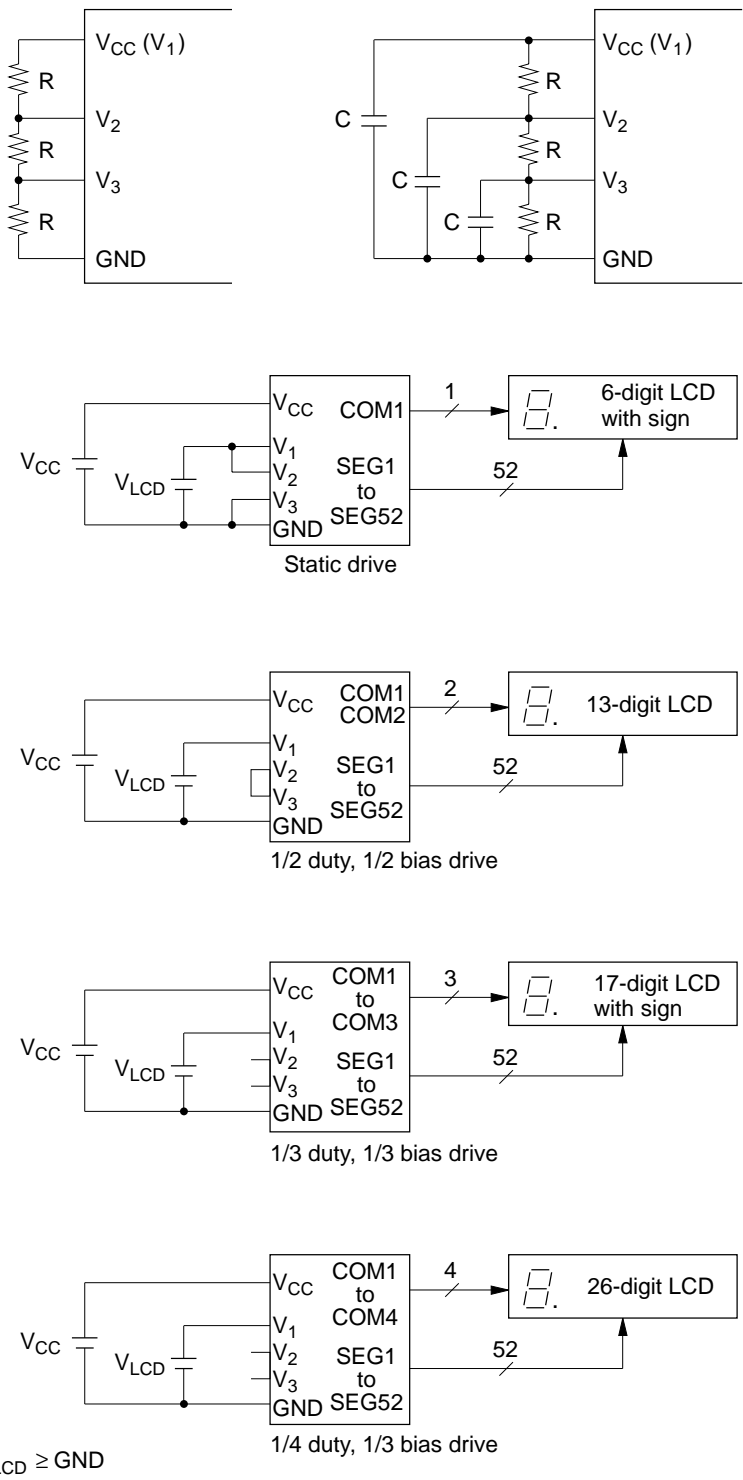 V_CC (V_1)
R
V_2
R
V_3
R
GND
V_CC (V_1)
R
C
V_2
R
C
V_3
C
R
GND
V_CC
COM1
1
6-digit LCD
with sign
V_CC
V_LCD
V_1
V_2
V_3
GND
SEG1
to
SEG52
52
Static drive
V_CC
COM1
COM2
2
13-digit LCD
V_CC
V_LCD
V_1
V_2
V_3
GND
SEG1
to
SEG52
52
1/2 duty, 1/2 bias drive
V_CC
COM1
to
COM3
3
17-digit LCD
with sign
V_CC
V_LCD
V_1
V_2
V_3
GND
SEG1
to
SEG52
52
1/3 duty, 1/3 bias drive
V_CC
COM1
to
COM4
4
26-digit LCD
V_CC
V_LCD
V_1
V_2
V_3
GND
SEG1
to
SEG52
52
1/4 duty, 1/3 bias drive
LCD ≥ GND